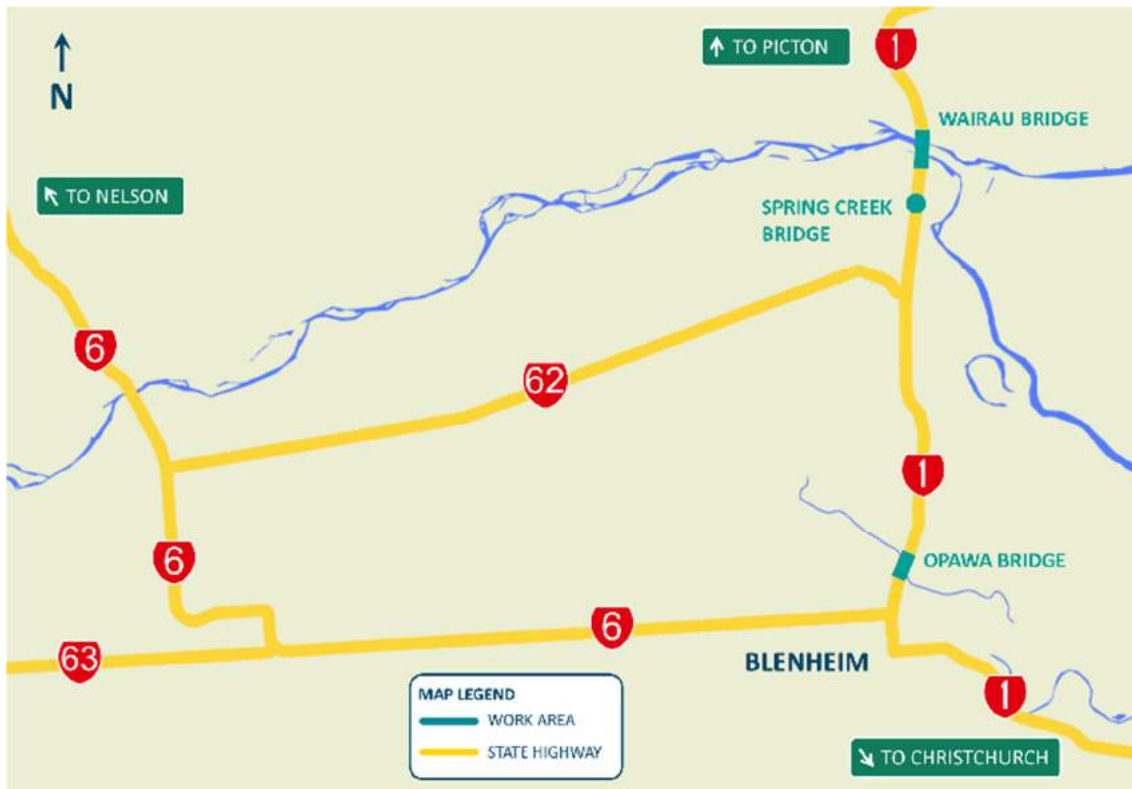 N
↑ TO PICTON
1
WAIRAU BRIDGE
↖ TO NELSON
SPRING CREEK
BRIDGE
6
62
1
6
OPAWA BRIDGE
6
63
BLENHEIM
1
MAP LEGEND
WORK AREA
STATE HIGHWAY
↘ TO CHRISTCHURCH